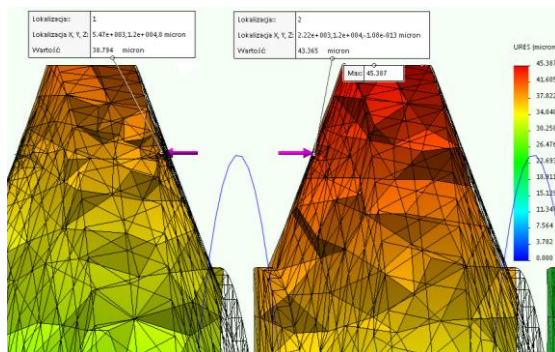 Lokalizacja: 1
Lokalizacja X, Y, Z: 5.47e+003,1.2e+004,0 micron
Wartość 38.794 micron
Lokalizacja: 2
Lokalizacja X, Y, Z: 2.22e+003,1.2e+004,-1.08e-013 micron
Wartość 43.365 micron
Max: 45.387
URES (micron)
45.387
41.605
37.822
34.040
30.258
26.476
22.693
18.911
15.129
11.347
7.564
3.782
0.000